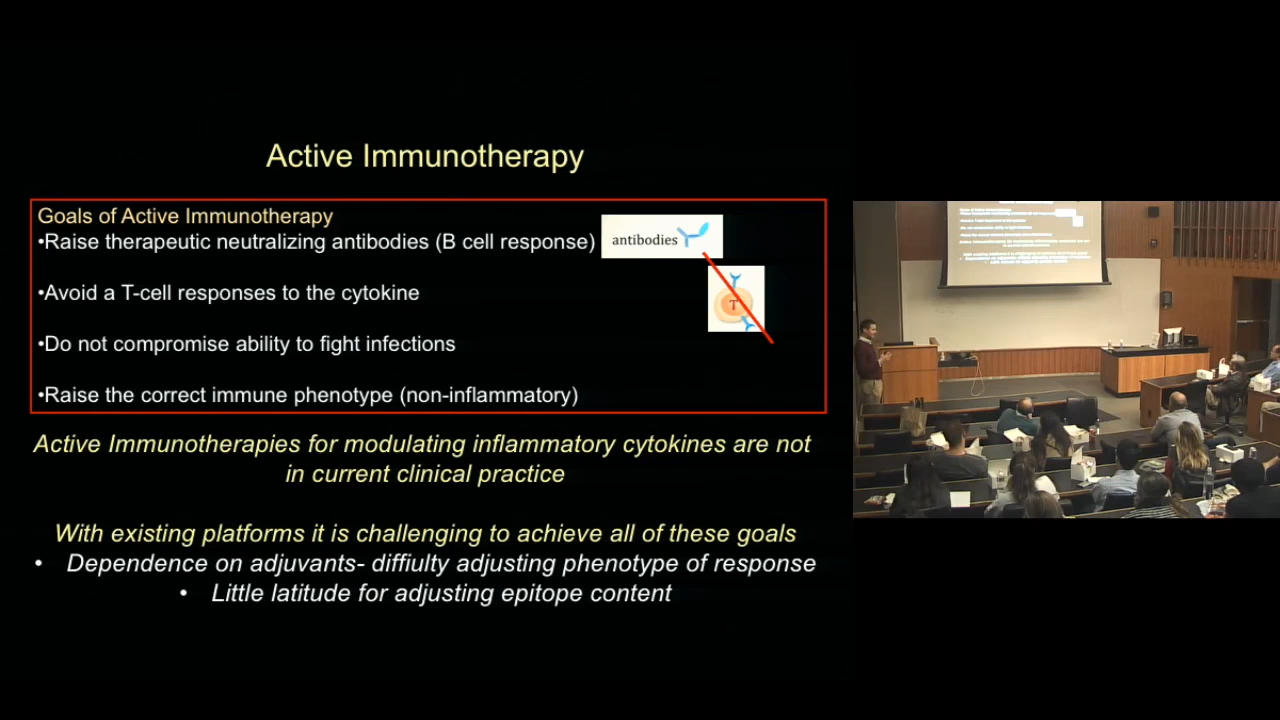 Active Immunotherapy
Goals of Active Immunotherapy
•Raise therapeutic neutralizing antibodies (B cell response)
antibodies
•Avoid a T-cell responses to the cytokine
T
•Do not compromise ability to fight infections
•Raise the correct immune phenotype (non-inflammatory)
Active Immunotherapies for modulating inflammatory cytokines are not
in current clinical practice
With existing platforms it is challenging to achieve all of these goals
• Dependence on adjuvants- diffiulty adjusting phenotype of response
• Little latitude for adjusting epitope content